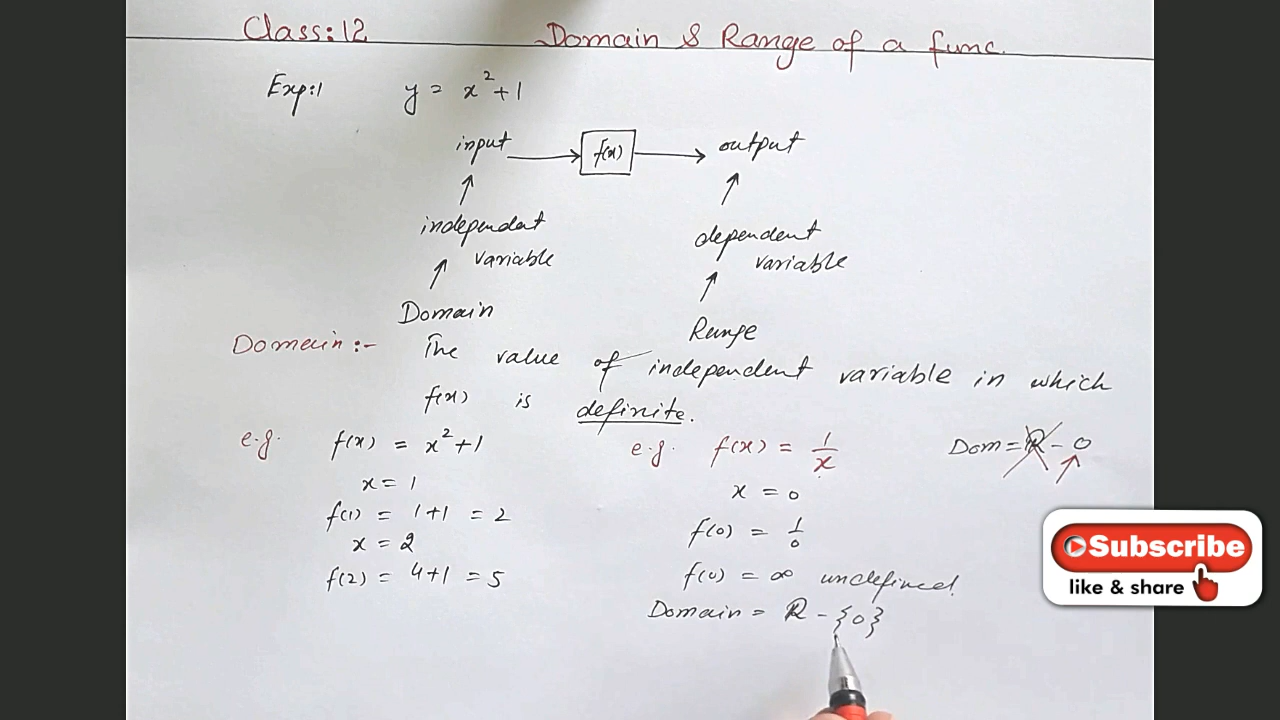 Class:12 Domain & Range of a func.
Exp:1 y = x²+1
input → f(x) → output
↑ ↑
independat dependent
variable variable
↑ ↑
Domain Range
Domain:- The value of independent variable in which
f(x) is definite.
e.g. f(x) = x²+1
x = 1
f(1) = 1+1 = 2
x = 2
f(2) = 4+1 = 5
e.g. f(x) = 1/x Dom = R - 0
x = 0
f(0) = 1/0
f(0) = ∞ undefined.
Domain = R - {0}
Subscribe
like & share